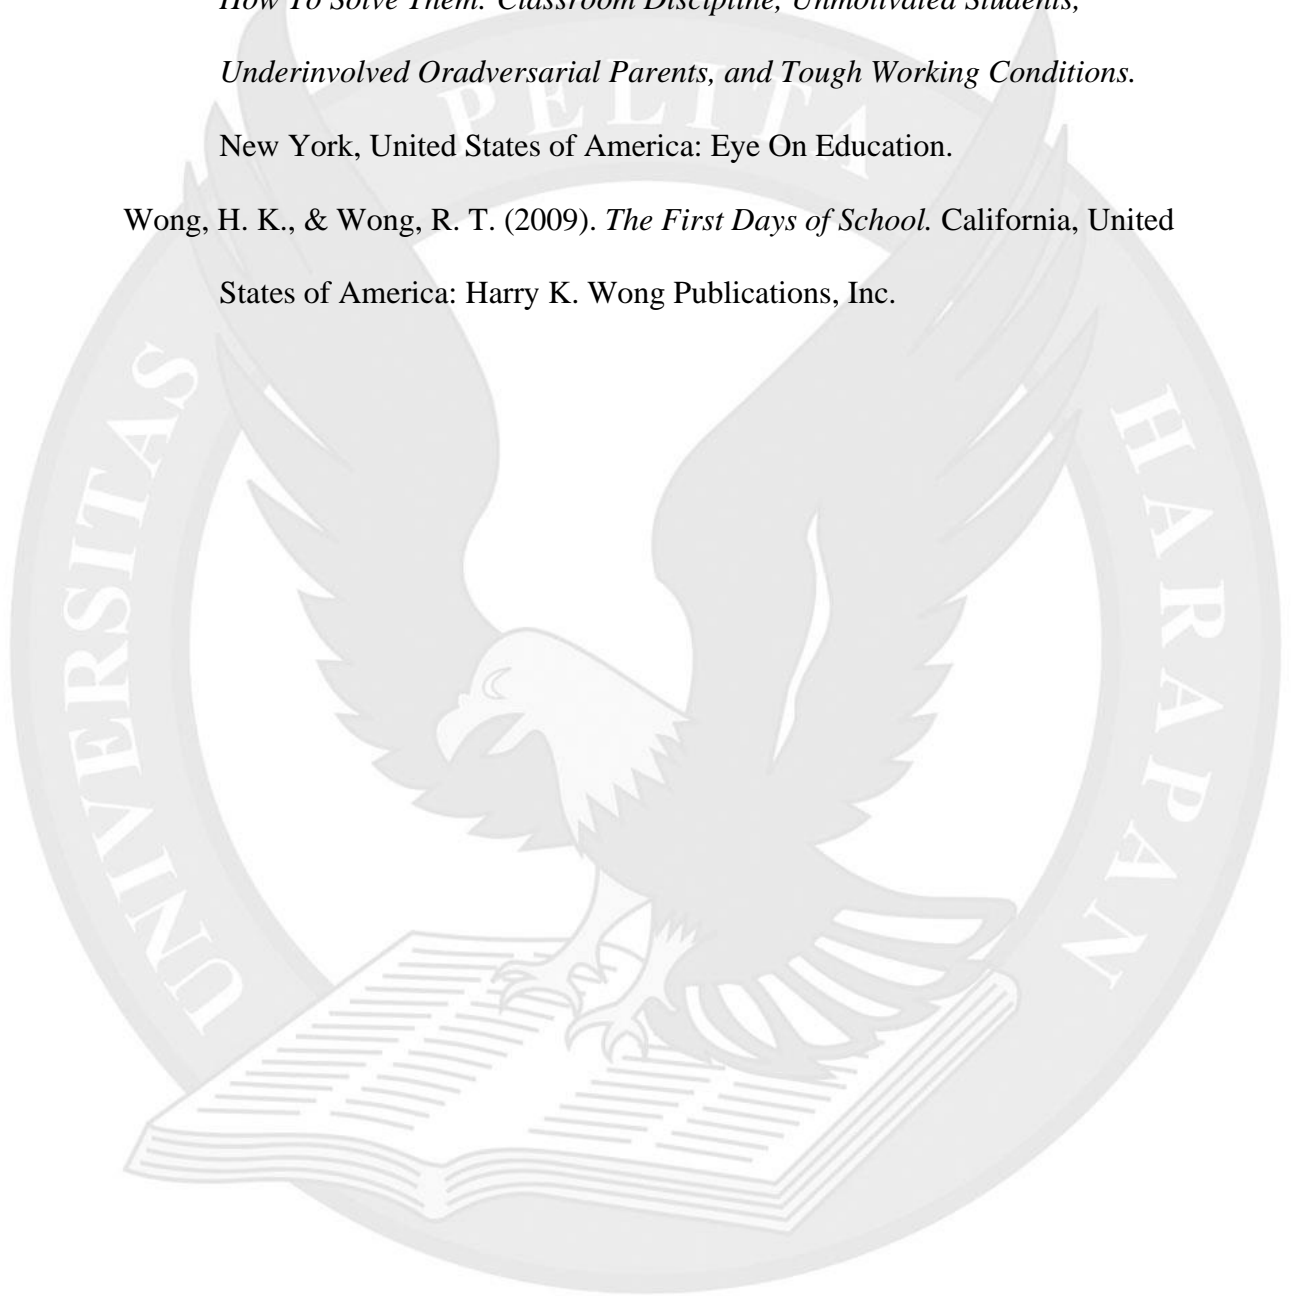 How To Solve Them: Classroom Discipline, Unmotivated Students,
Underinvolved Oradversarial Parents, and Tough Working Conditions.
New York, United States of America: Eye On Education.
Wong, H. K., & Wong, R. T. (2009). The First Days of School. California, United
States of America: Harry K. Wong Publications, Inc.
UNIVERSITAS
PELITA
HARAPAN